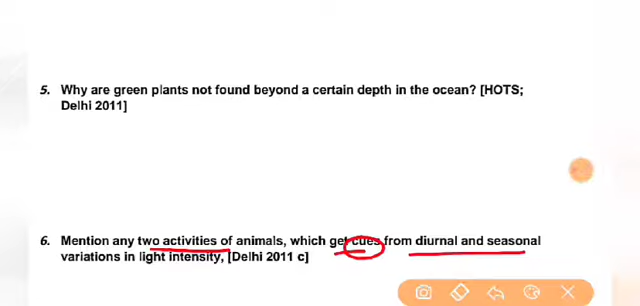 5. Why are green plants not found beyond a certain depth in the ocean? [HOTS;
Delhi 2011]
6. Mention any two activities of animals, which get cues from diurnal and seasonal
variations in light intensity, [Delhi 2011 c]